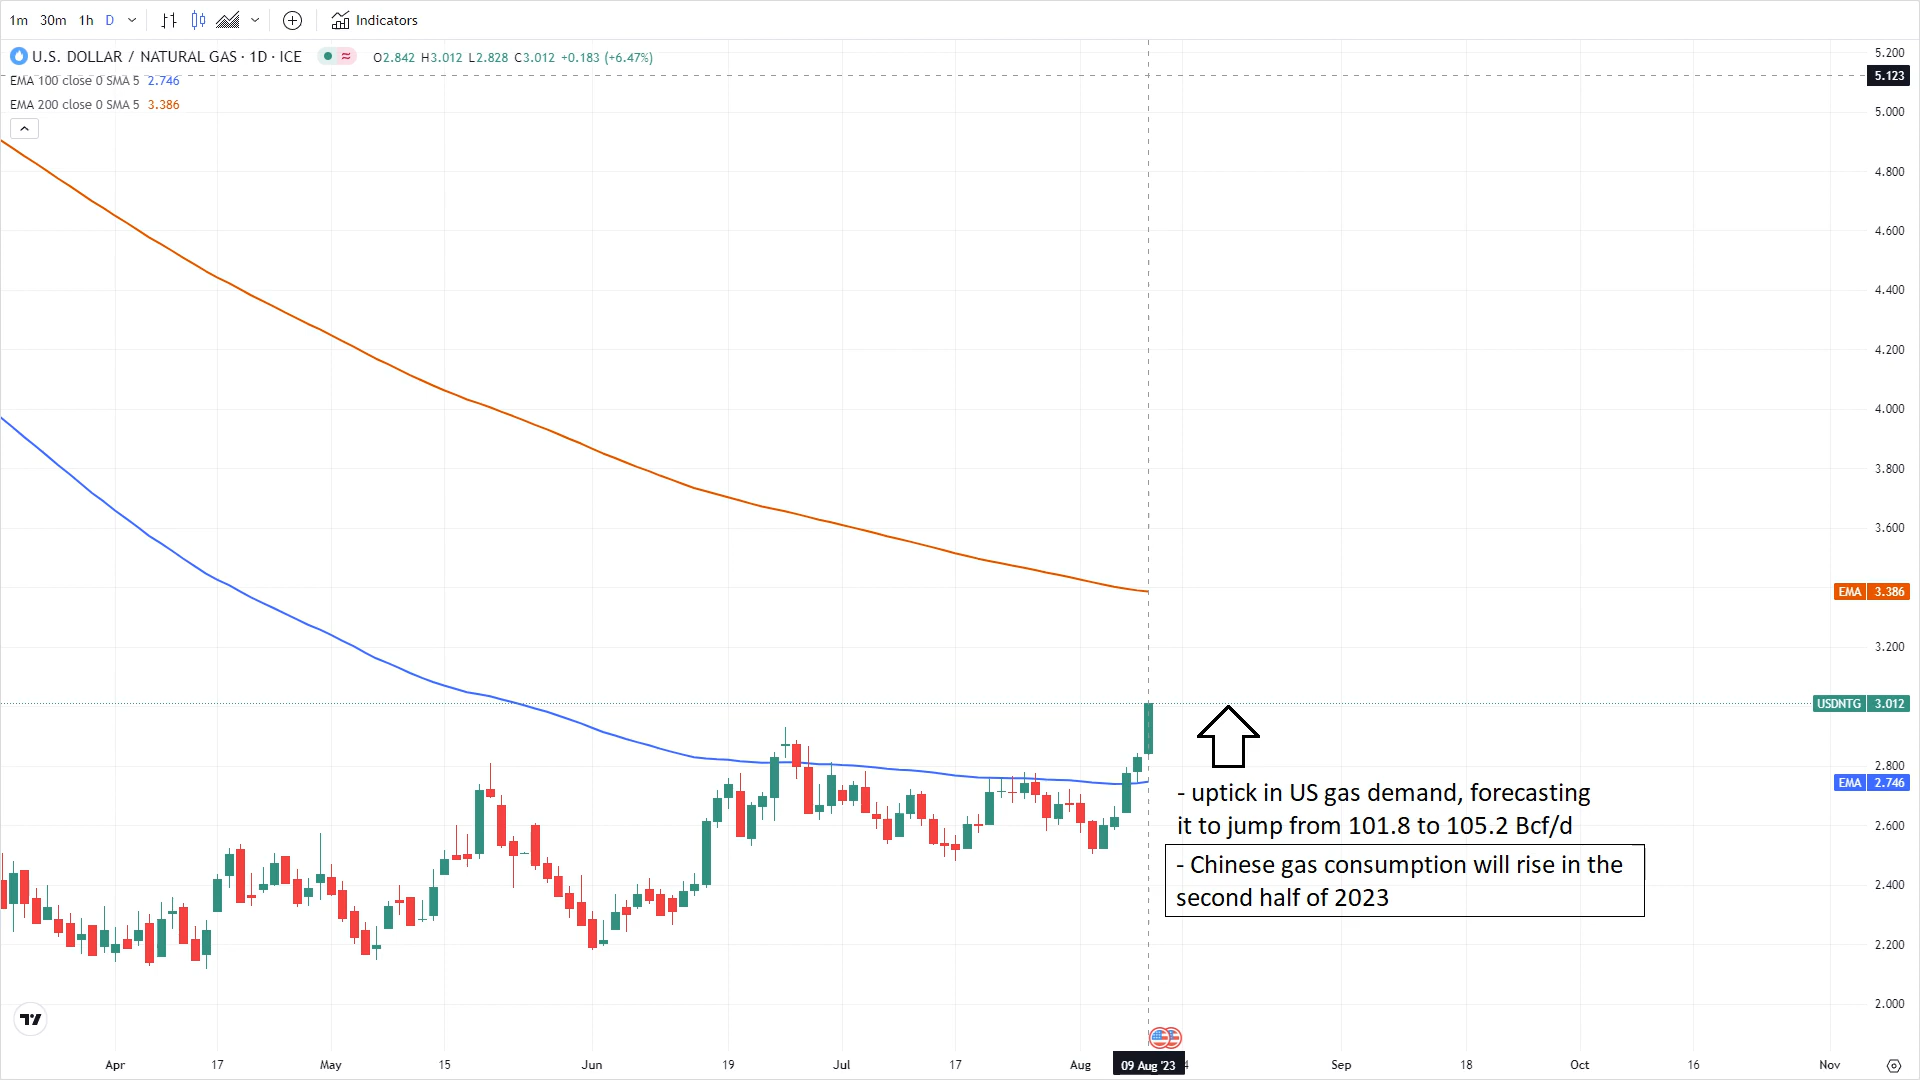 1m 30m 1h D Indicators
U.S. DOLLAR / NATURAL GAS · 1D · ICE O2.842 H3.012 L2.828 C3.012 +0.183 (+6.47%)
EMA 100 close 0 SMA 5 2.746
EMA 200 close 0 SMA 5 3.386
5.200
5.123
5.000
4.800
4.600
4.400
4.200
4.000
3.800
3.600
EMA 3.386
3.200
USDNTG 3.012
2.800
EMA 2.746
2.600
2.400
2.200
2.000
- uptick in US gas demand, forecasting
it to jump from 101.8 to 105.2 Bcf/d
- Chinese gas consumption will rise in the
second half of 2023
Apr 17 May 15 Jun 19 Jul 17 Aug 09 Aug '23 Sep 18 Oct 16 Nov